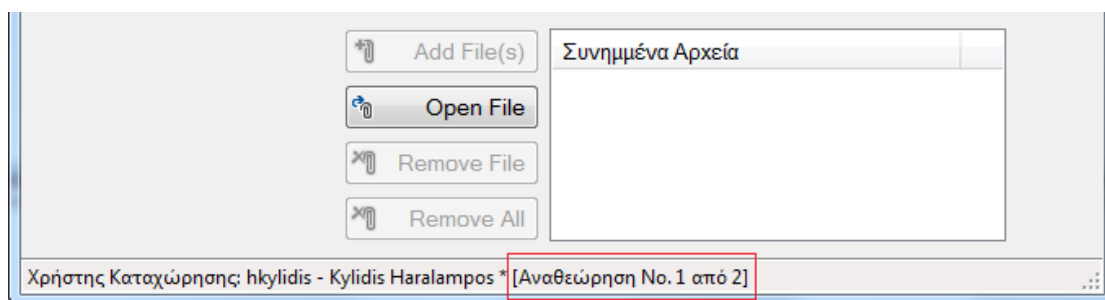 Add File(s)
Συνημμένα Αρχεία
Open File
Remove File
Remove All
Χρήστης Καταχώρησης: hkylidis - Kylidis Haralampos * [Αναθεώρηση No. 1 από 2]